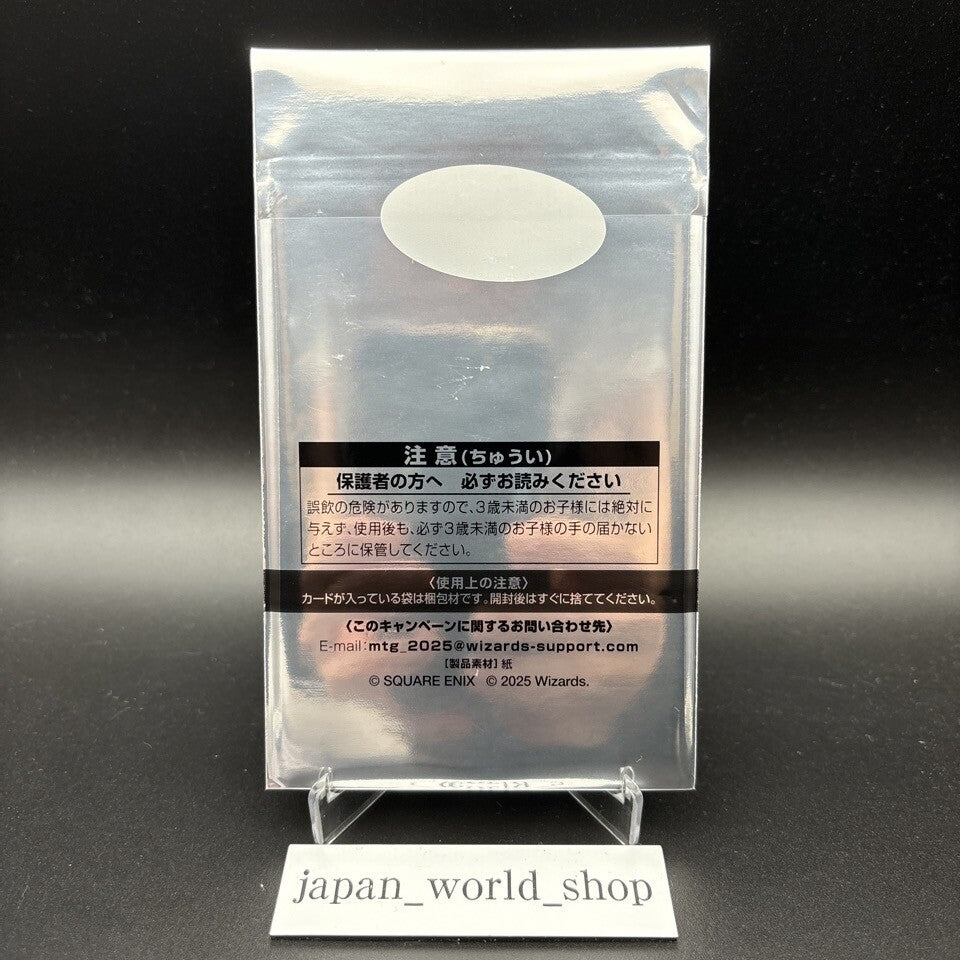 注意(ちゅうい)
保護者の方へ 必ずお読みください
誤飲の危険がありますので、3歳未満のお子様には絶対に
与えず、使用後も、必ず3歳未満のお子様の手の届かない
ところに保管してください。
〈使用上の注意〉
カードが入っている袋は梱包材です。開封後はすぐに捨ててください。
〈このキャンペーンに関するお問い合わせ先〉
E-mail:mtg_2025@wizards-support.com
[製品素材]紙
© SQUARE ENIX © 2025 Wizards.
japan_world_shop